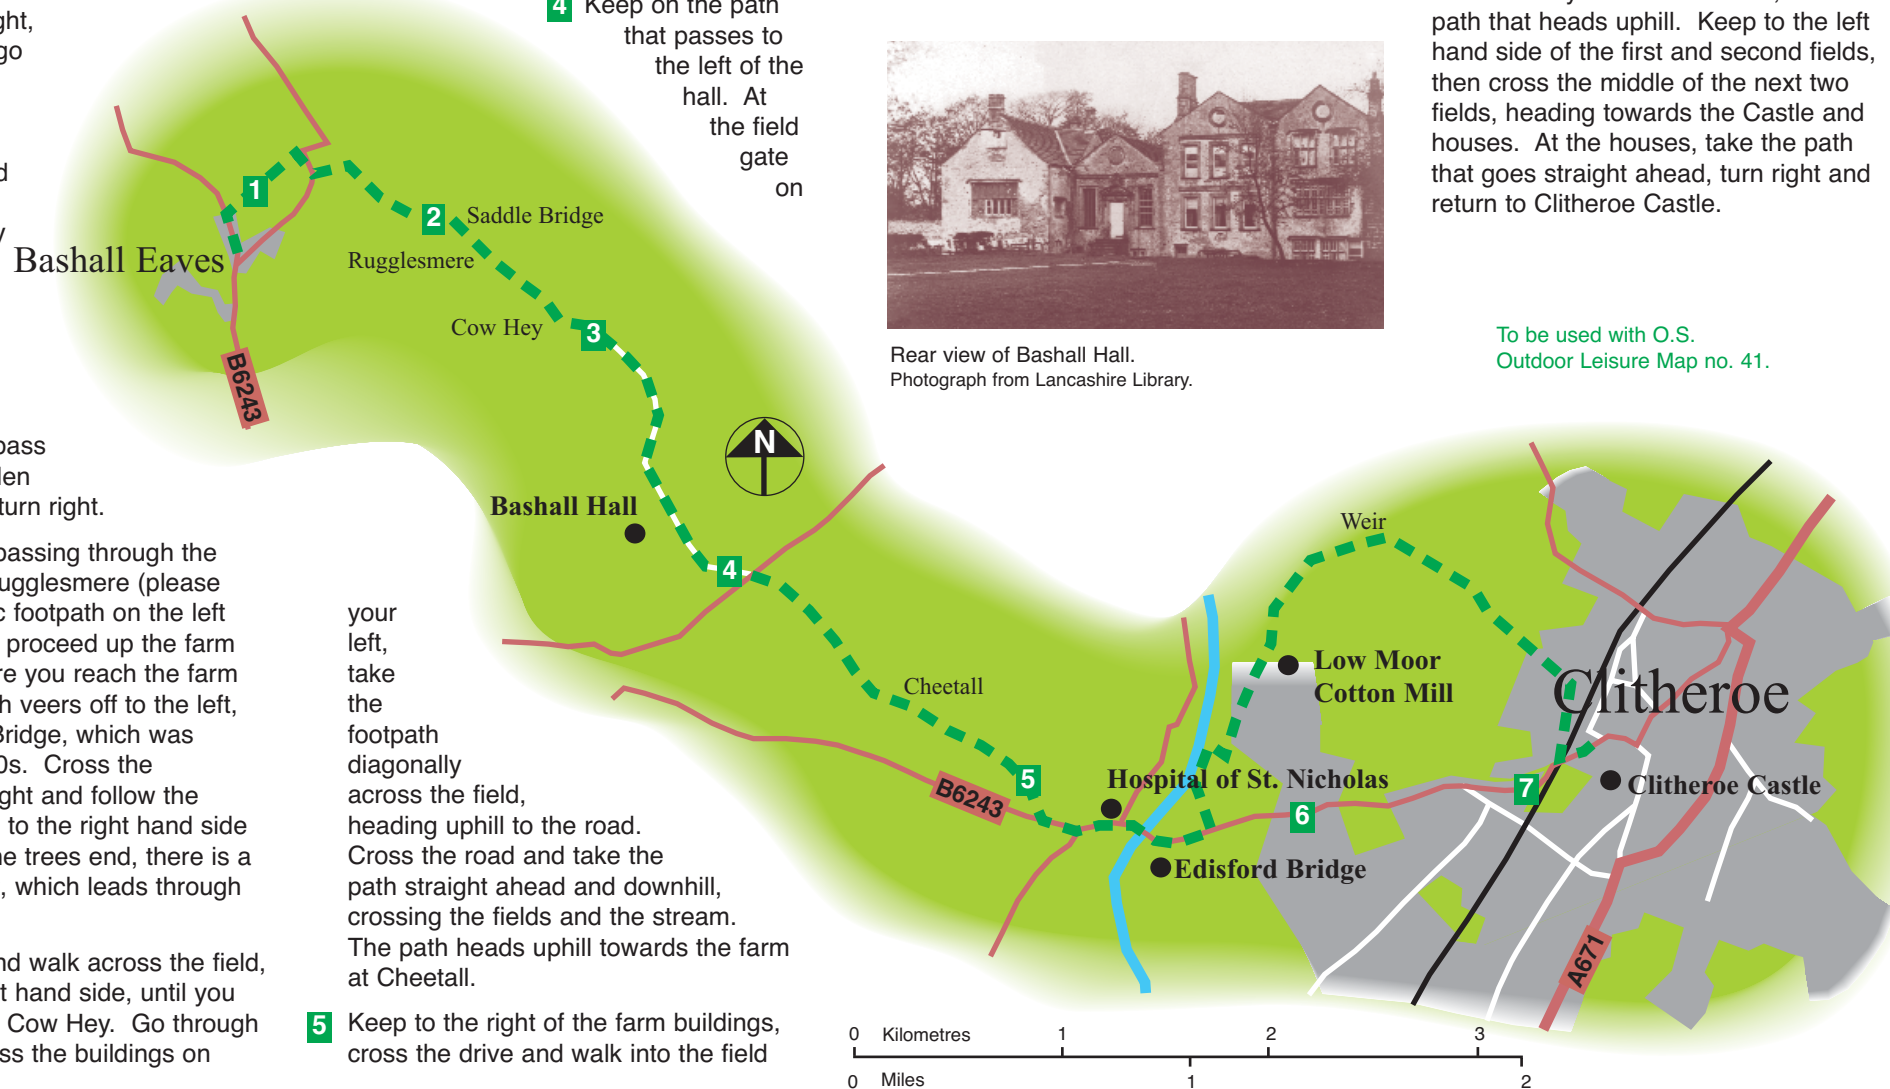 ght,
go
d
y
pass
len
turn right.
passing through the
ugglesmere (please
c footpath on the left
proceed up the farm
re you reach the farm
h veers off to the left,
Bridge, which was
0s.  Cross the
ght and follow the
to the right hand side
ne trees end, there is a
, which leads through
nd walk across the field,
t hand side, until you
Cow Hey.  Go through
ss the buildings on
4 Keep on the path
that passes to
the left of the
hall.  At
the field
gate
on
your
left,
take
the
footpath
diagonally
across the field,
heading uphill to the road.
Cross the road and take the
path straight ahead and downhill,
crossing the fields and the stream.
The path heads uphill towards the farm
at Cheetall.
5 Keep to the right of the farm buildings,
cross the drive and walk into the field
Rear view of Bashall Hall.
Photograph from Lancashire Library.
path that heads uphill.  Keep to the left
hand side of the first and second fields,
then cross the middle of the next two
fields, heading towards the Castle and
houses.  At the houses, take the path
that goes straight ahead, turn right and
return to Clitheroe Castle.
To be used with O.S.
Outdoor Leisure Map no. 41.
1
2
Saddle Bridge
Bashall Eaves
Rugglesmere
Cow Hey
3
B6243
N
Bashall Hall
4
Weir
Cheetall
Low Moor
Cotton Mill
Clitheroe
5
B6243
Hospital of St. Nicholas
6
7
Clitheroe Castle
Edisford Bridge
A671
0 Kilometres 1 2 3
0 Miles 1 2